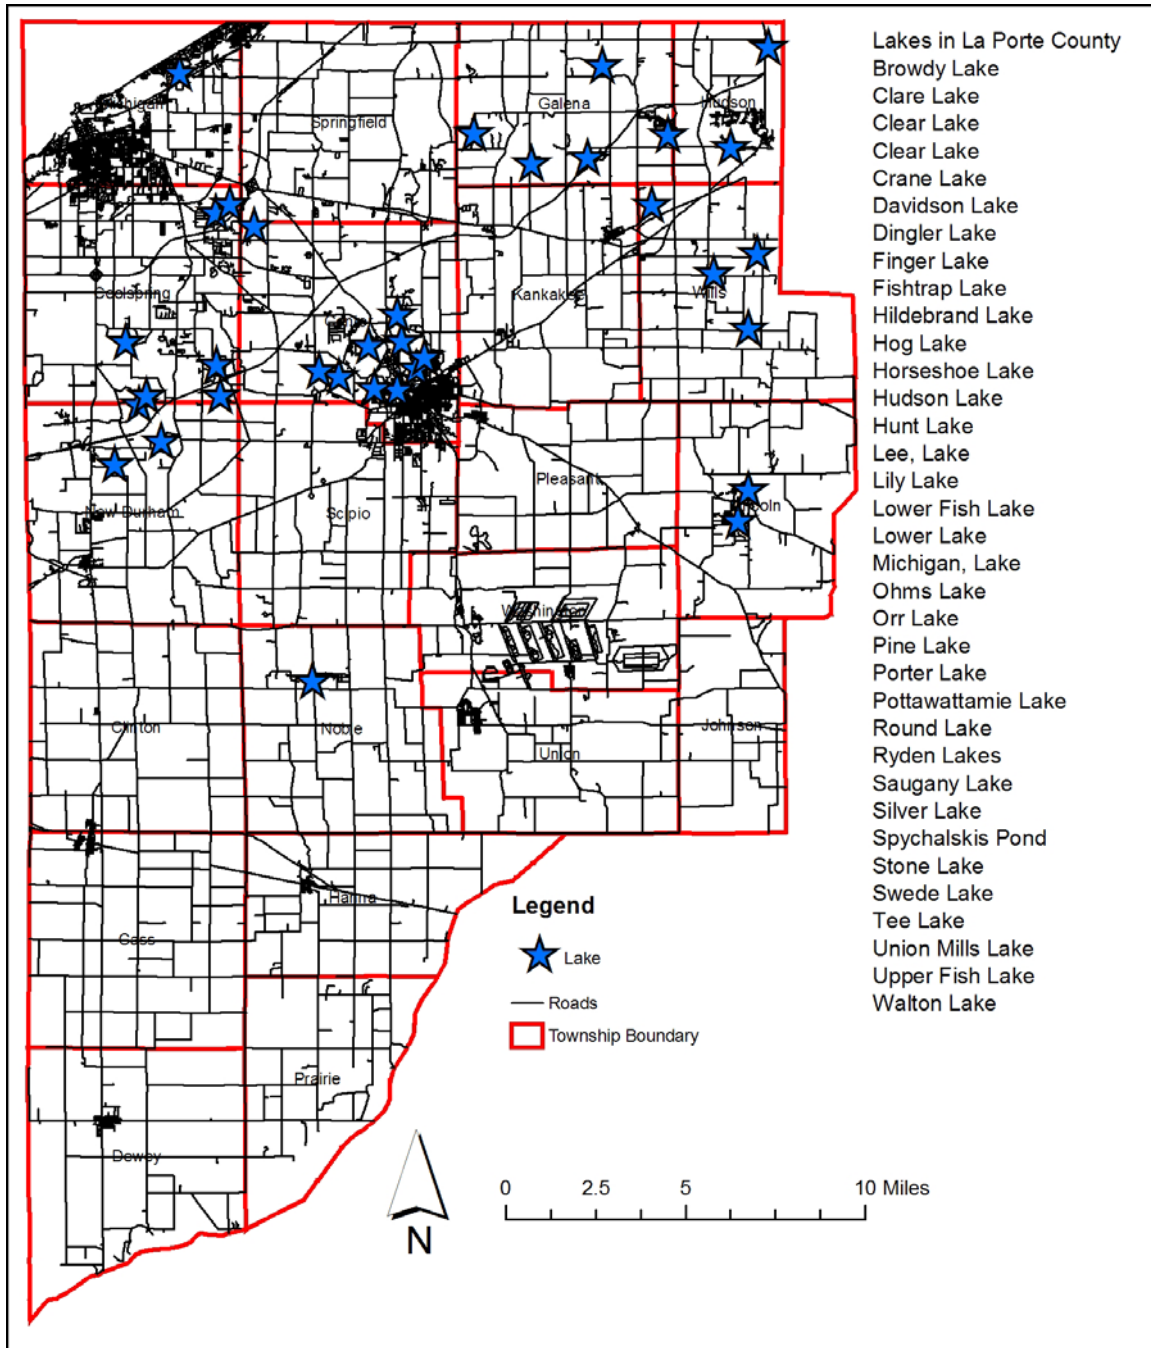 Lakes in La Porte County
Browdy Lake
Clare Lake
Clear Lake
Clear Lake
Crane Lake
Davidson Lake
Dingler Lake
Finger Lake
Fishtrap Lake
Hildebrand Lake
Hog Lake
Horseshoe Lake
Hudson Lake
Hunt Lake
Lee, Lake
Lily Lake
Lower Fish Lake
Lower Lake
Michigan, Lake
Ohms Lake
Orr Lake
Pine Lake
Porter Lake
Pottawattamie Lake
Round Lake
Ryden Lakes
Saugany Lake
Silver Lake
Spychalskis Pond
Stone Lake
Swede Lake
Tee Lake
Union Mills Lake
Upper Fish Lake
Walton Lake
Michigan
Springfield
Galena
Hudson
Coolspring
Kankakee
Wills
New Durham
Scipio
Pleasant
Lincoln
Washington
Clinton
Noble
Union
Johnson
Cass
Hanna
Prairie
Dewey
Legend
Lake
Roads
Township Boundary
N
0 2.5 5 10 Miles